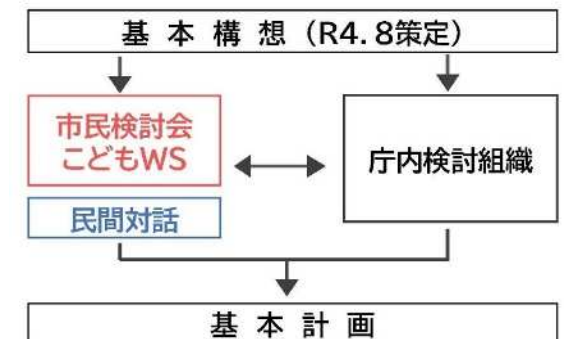 基本構想（R4.8策定）
市民検討会
こどもWS
庁内検討組織
民間対話
基本計画